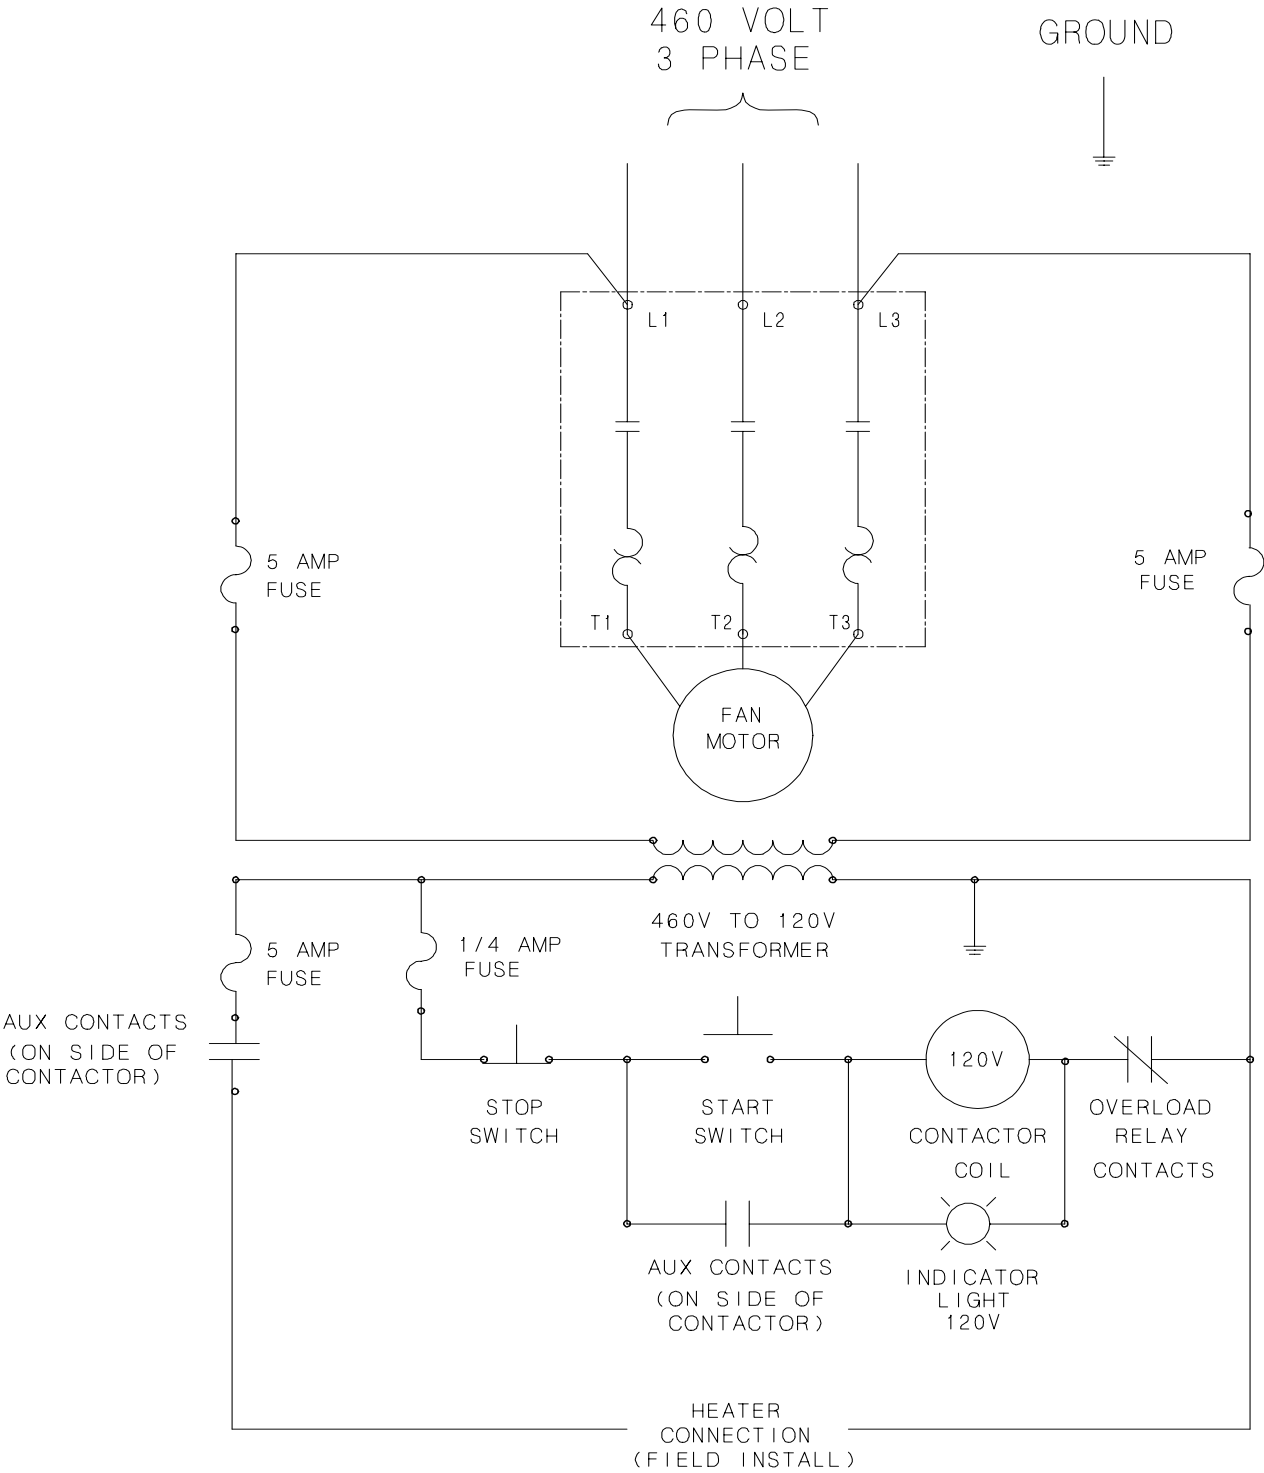 460 VOLT
3 PHASE
GROUND
L1
L2
L3
5 AMP
FUSE
5 AMP
FUSE
T1
T2
T3
FAN
MOTOR
460V TO 120V
TRANSFORMER
5 AMP
FUSE
1/4 AMP
FUSE
AUX CONTACTS
(ON SIDE OF
CONTACTOR)
STOP
SWITCH
START
SWITCH
120V
CONTACTOR
COIL
OVERLOAD
RELAY
CONTACTS
AUX CONTACTS
(ON SIDE OF
CONTACTOR)
INDICATOR
LIGHT
120V
HEATER
CONNECTION
(FIELD INSTALL)